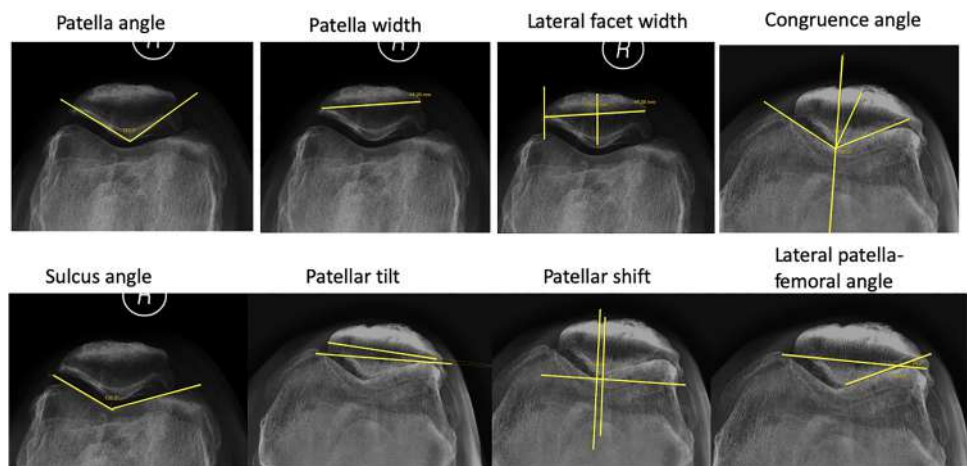 Patella angle
Patella width
Lateral facet width
Congruence angle
R
R
R
Sulcus angle
Patellar tilt
Patellar shift
Lateral patella-
femoral angle
R